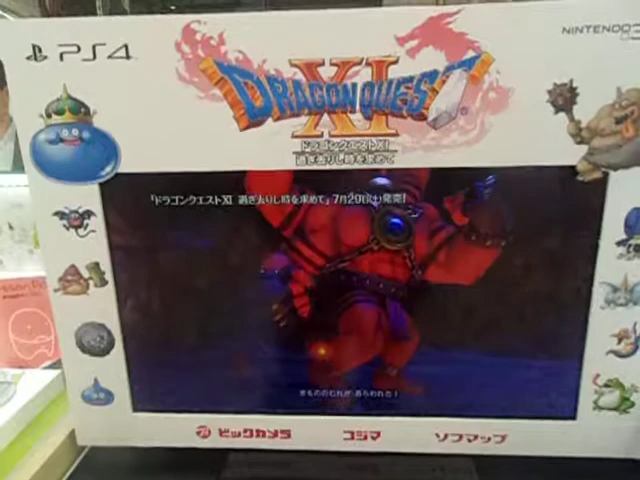 PS4
NINTENDO3
DRAGON QUEST
XI
ドラゴンクエストXI
過ぎ去りし時を求めて
「ドラゴンクエストXI 過ぎ去りし時を求めて」7月29日(土)発売!
まもののむれが あらわれた!
ビックカメラ コジマ ソフマップ